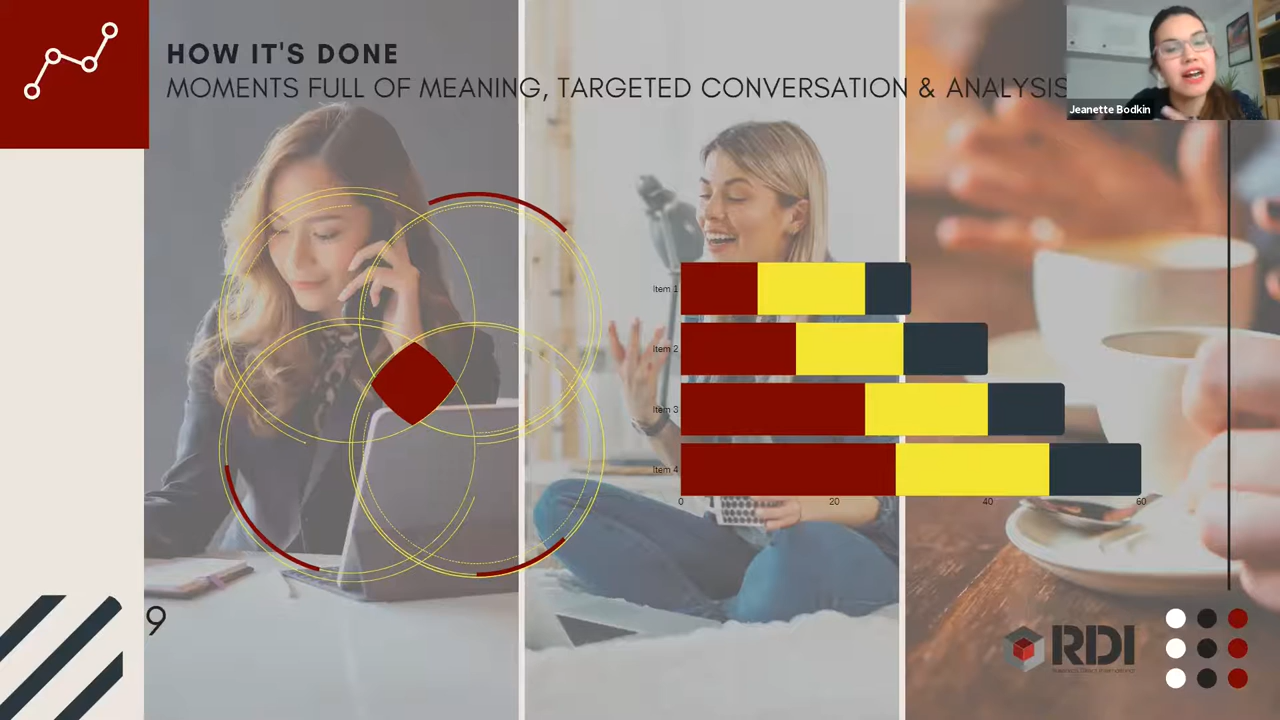 HOW IT'S DONE
MOMENTS FULL OF MEANING, TARGETED CONVERSATION & ANALYSIS
Jeanette Bodkin
Item 1
Item 2
Item 3
Item 4
0 20 40 60
9
RDI